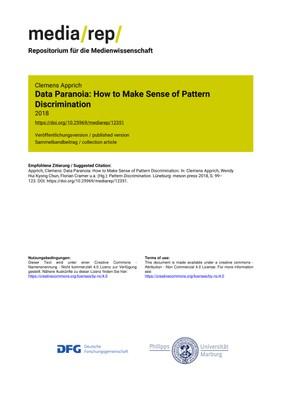 media/rep/
Repositorium für die Medienwissenschaft
Clemens Apprich
Data Paranoia: How to Make Sense of Pattern
Discrimination
2018
https://doi.org/10.25969/mediarep/12351
Veröffentlichungsversion / published version
Sammelbandbeitrag / collection article
Empfohlene Zitierung / Suggested Citation:
Apprich, Clemens: Data Paranoia: How to Make Sense of Pattern Discrimination. In: Clemens Apprich, Wendy
Hui Kyong Chun, Florian Cramer u.a. (Hg.): Pattern Discrimination. Lüneburg: meson press 2018, S. 99–
123. DOI: https://doi.org/10.25969/mediarep/12351.
Nutzungsbedingungen:
Dieser Text wird unter einer Creative Commons -
Namensnennung - Nicht kommerziell 4.0 Lizenz zur Verfügung
gestellt. Nähere Auskünfte zu dieser Lizenz finden Sie hier:
https://creativecommons.org/licenses/by-nc/4.0
Terms of use:
This document is made available under a creative commons -
Attribution - Non Commercial 4.0 License. For more information
see:
https://creativecommons.org/licenses/by-nc/4.0
DFG Deutsche
Forschungsgemeinschaft
Philipps Universität
Marburg